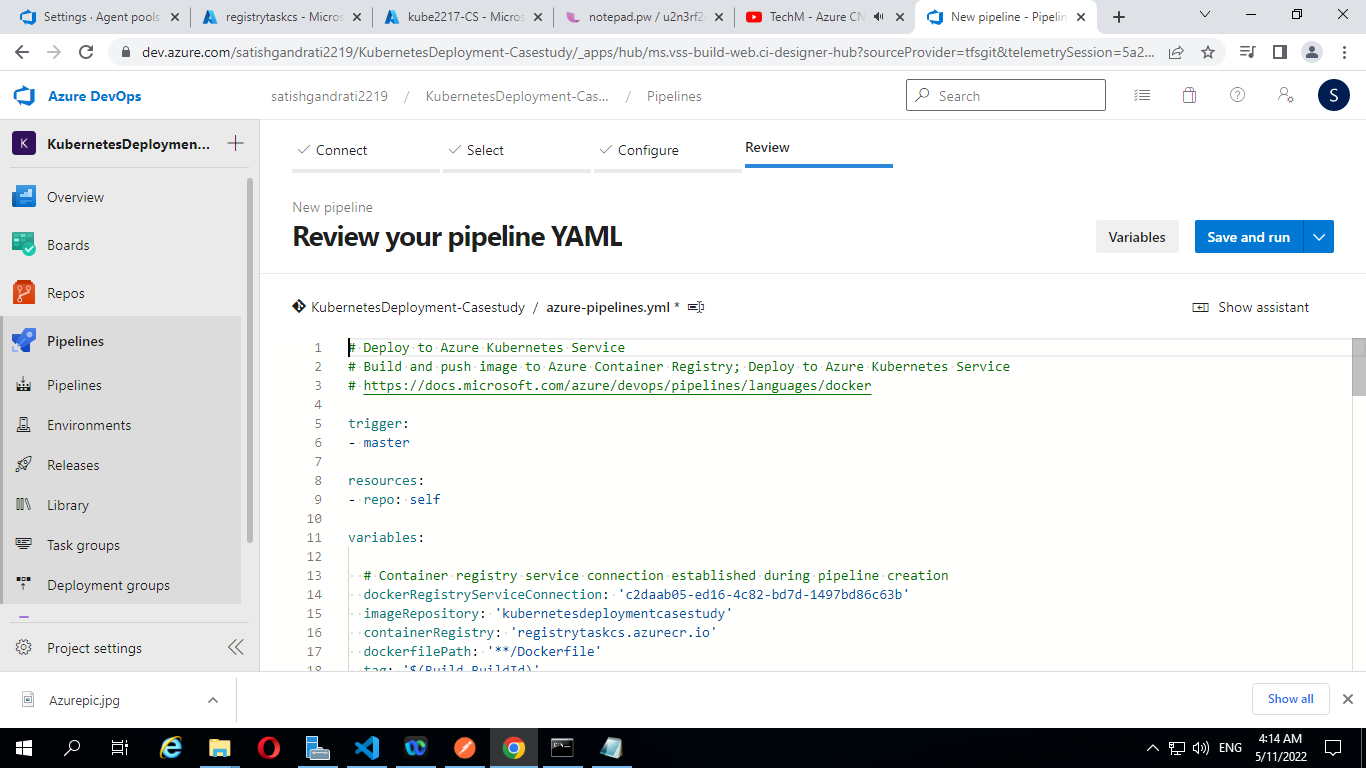 Settings - Agent pools
registrytaskcs - Micros
kube2217-CS - Micros
notepad.pw / u2n3rf2
TechM - Azure CN
New pipeline - Pipelin
dev.azure.com/satishgandrati2219/KubernetesDeployment-Casestudy/_apps/hub/ms.vss-build-web.ci-designer-hub?sourceProvider=tfsgit&telemetrySession=5a2...
Azure DevOps
satishgandrati2219 / KubernetesDeployment-Cas... / Pipelines
Search
S
K KubernetesDeploymen...
Overview
Boards
Repos
Pipelines
Pipelines
Environments
Releases
Library
Task groups
Deployment groups
Project settings
Connect
Select
Configure
Review
New pipeline
Review your pipeline YAML
Variables
Save and run
KubernetesDeployment-Casestudy / azure-pipelines.yml *
Show assistant
1 # Deploy to Azure Kubernetes Service
2 # Build and push image to Azure Container Registry; Deploy to Azure Kubernetes Service
3 # https://docs.microsoft.com/azure/devops/pipelines/languages/docker
4
5 trigger:
6 - master
7
8 resources:
9 - repo: self
10
11 variables:
12
13 # Container registry service connection established during pipeline creation
14 dockerRegistryServiceConnection: 'c2daab05-ed16-4c82-bd7d-1497bd86c63b'
15 imageRepository: 'kubernetesdeploymentcasestudy'
16 containerRegistry: 'registrytaskcs.azurecr.io'
17 dockerfilePath: '**/Dockerfile'
18 tag: '$(Build.BuildId)'
Azurepic.jpg
Show all
ENG
4:14 AM
5/11/2022